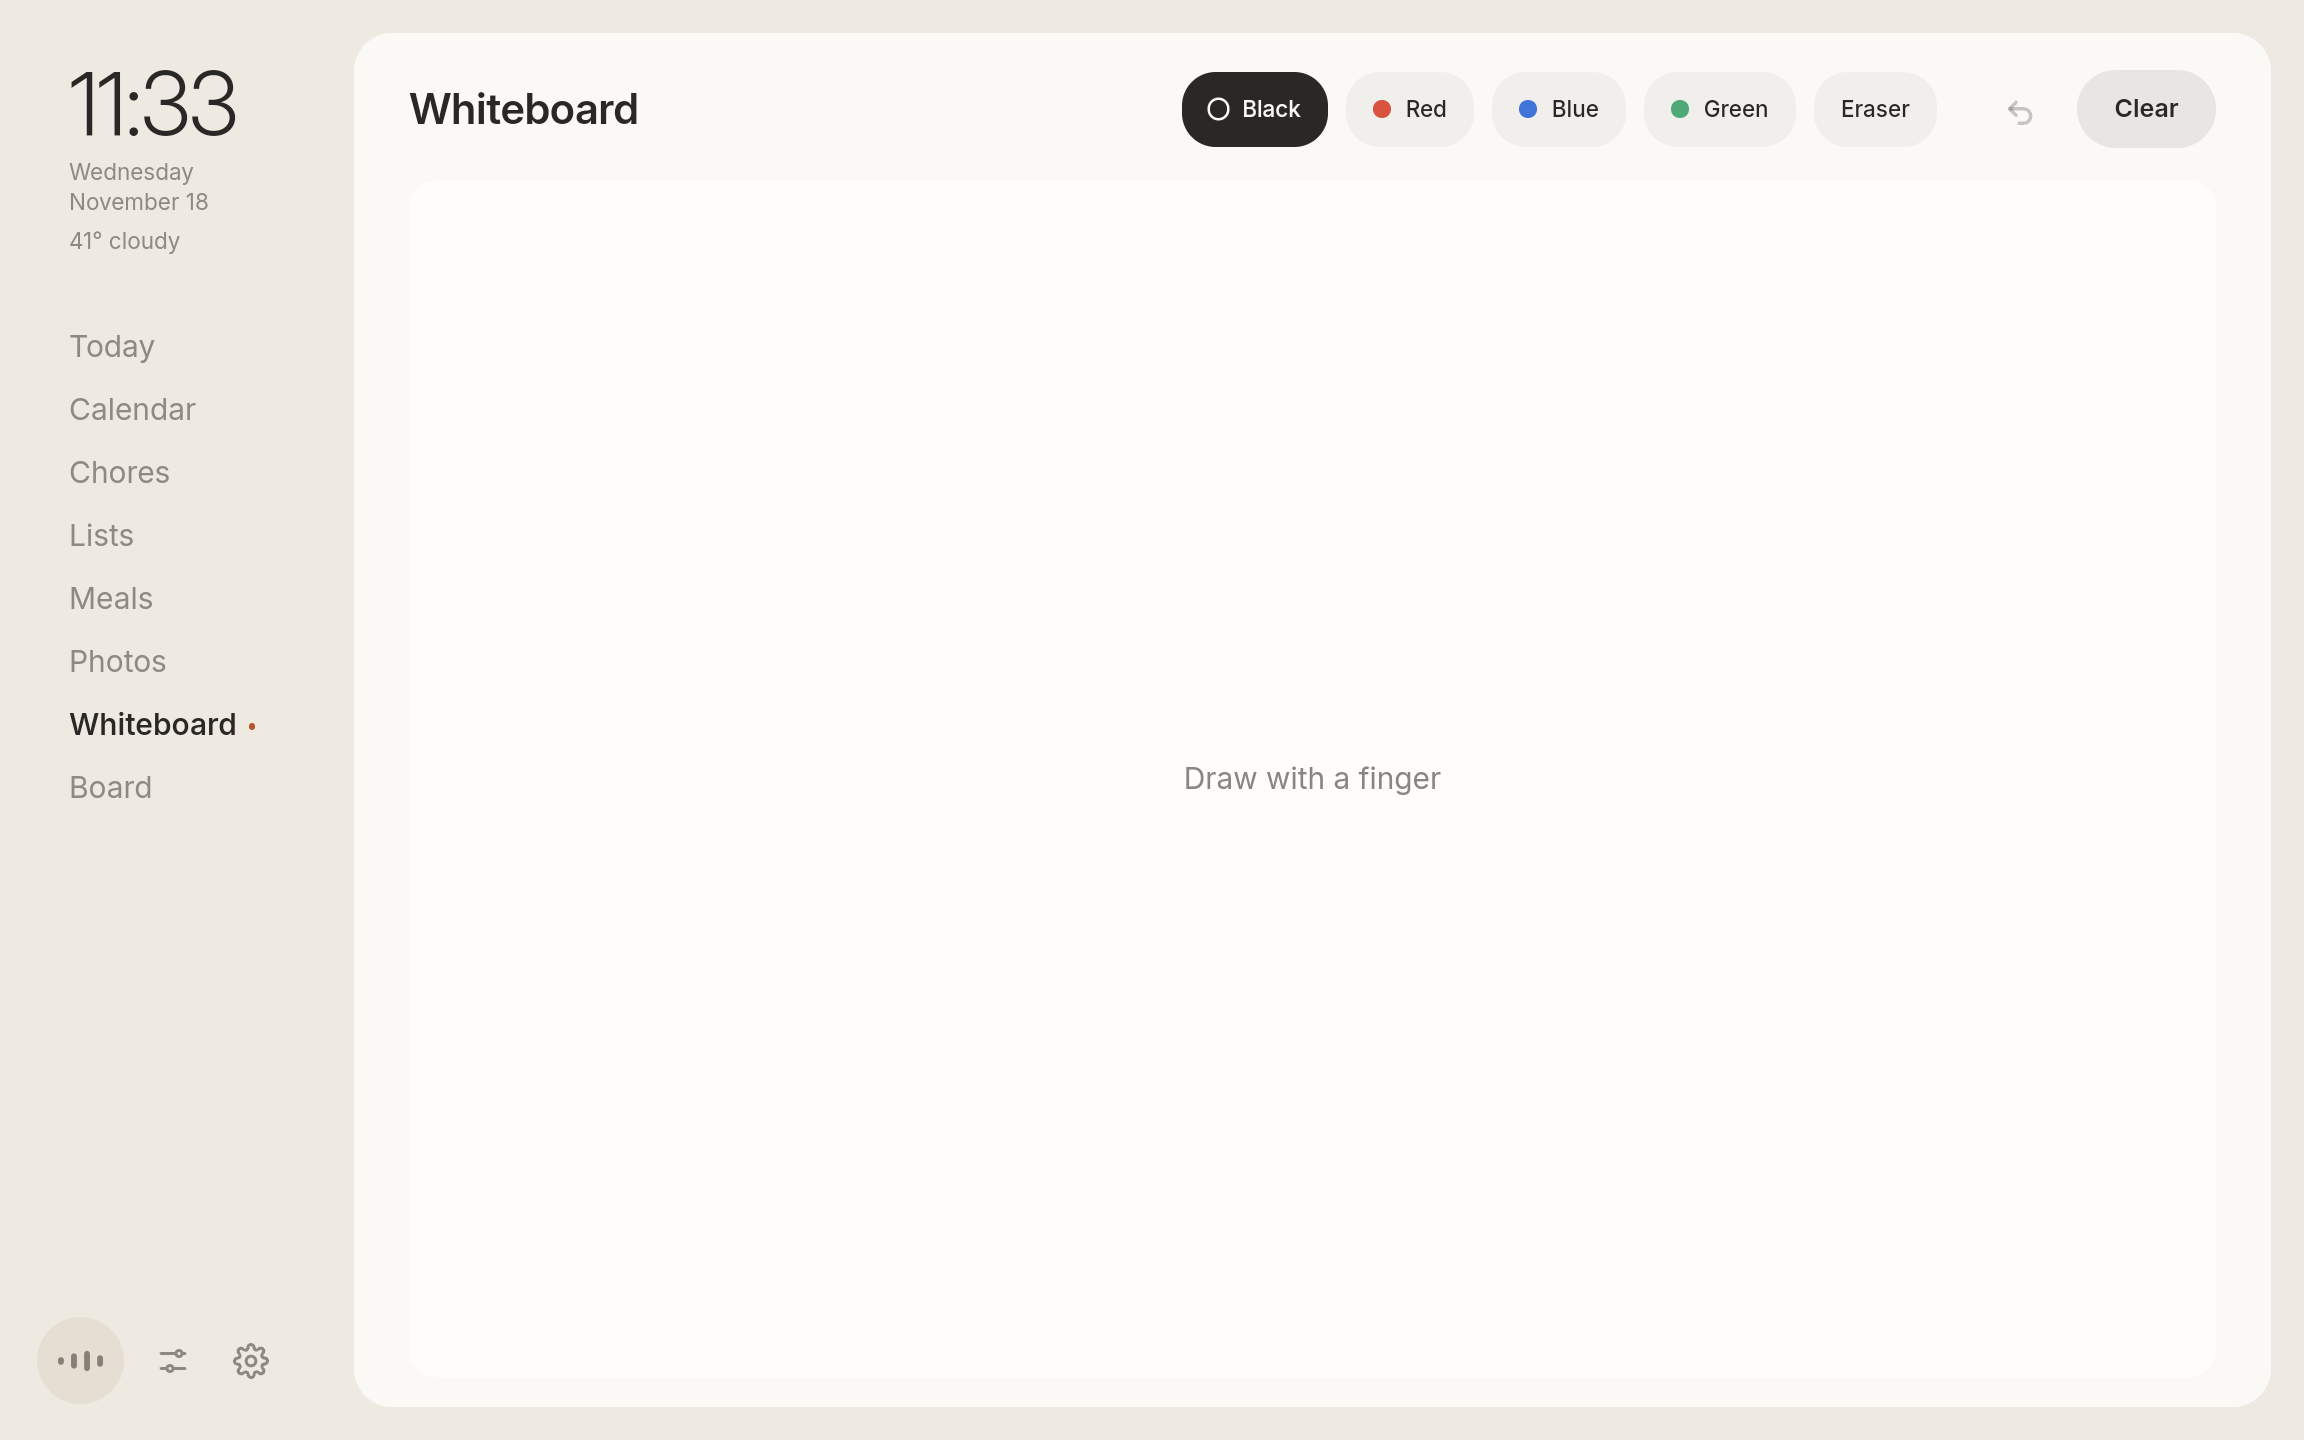 11:33
Wednesday
November 18
41° cloudy
Today
Calendar
Chores
Lists
Meals
Photos
Whiteboard
Board
Whiteboard
Black
Red
Blue
Green
Eraser
Clear
Draw with a finger